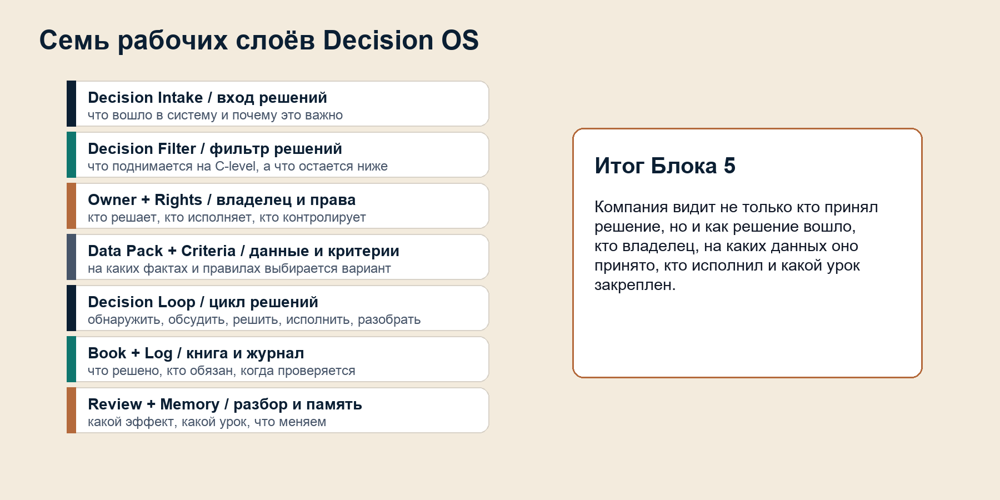 Семь рабочих слоёв Decision OS
Decision Intake / вход решений
что вошло в систему и почему это важно
Decision Filter / фильтр решений
что поднимается на C-level, а что остается ниже
Owner + Rights / владелец и права
кто решает, кто исполняет, кто контролирует
Data Pack + Criteria / данные и критерии
на каких фактах и правилах выбирается вариант
Decision Loop / цикл решений
обнаружить, обсудить, решить, исполнить, разобрать
Book + Log / книга и журнал
что решено, кто обязан, когда проверяется
Review + Memory / разбор и память
какой эффект, какой урок, что меняем
Итог Блока 5
Компания видит не только кто принял
решение, но и как решение вошло,
кто владелец, на каких данных оно
принято, кто исполнил и какой урок
закреплен.